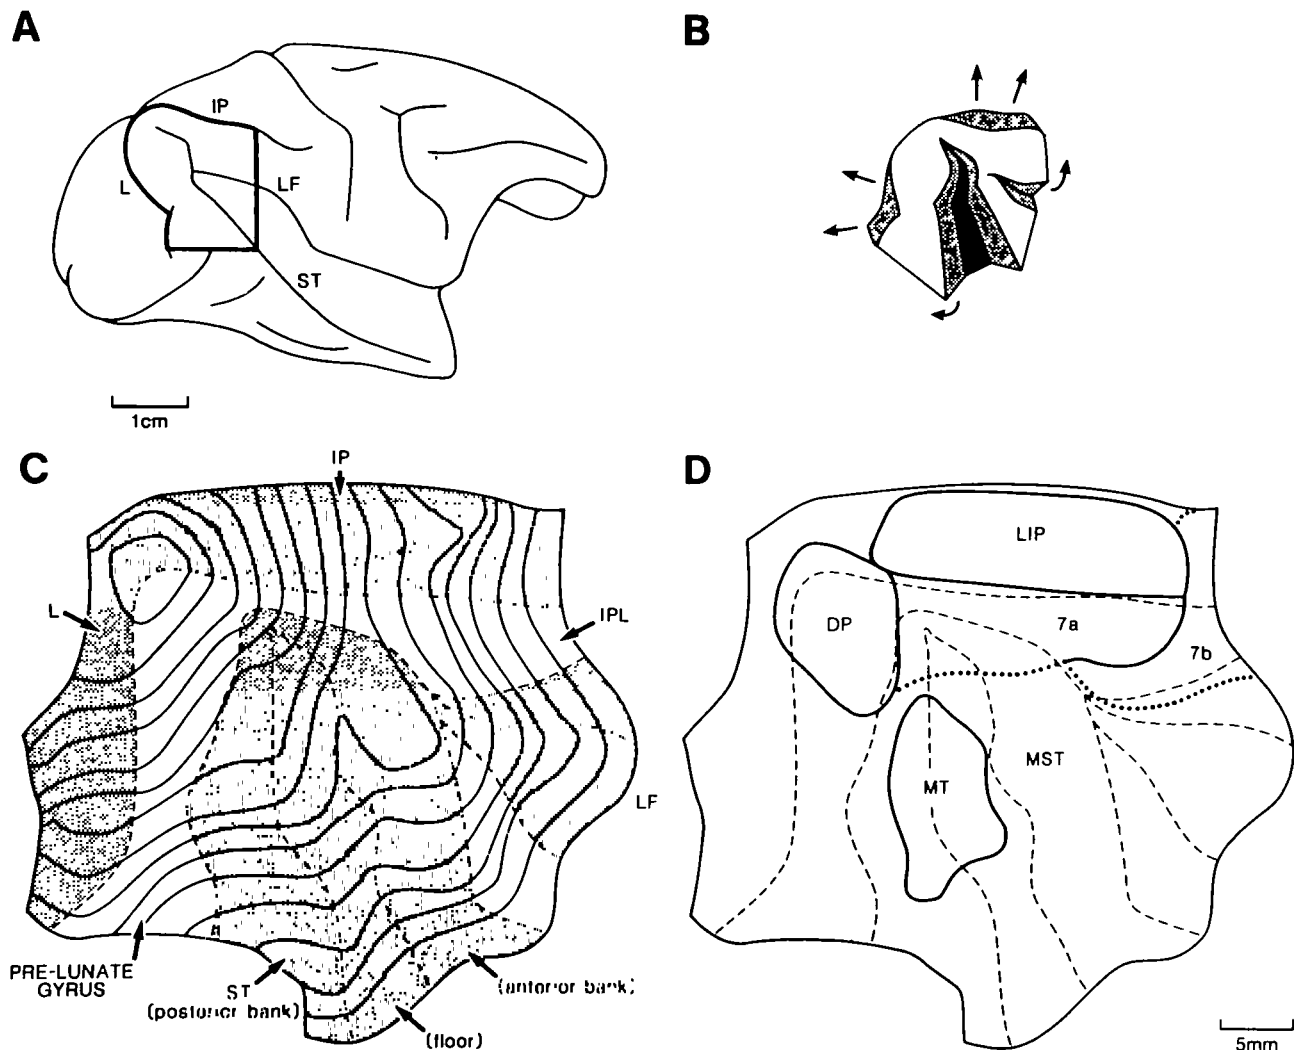 A
IP
L
LF
ST
1cm
B
C
IP
L
IPL
LF
PRE-LUNATE
GYRUS
ST
(posterior bank)
(floor)
(anterior bank)
D
LIP
DP
7a
7b
MST
MT
5mm